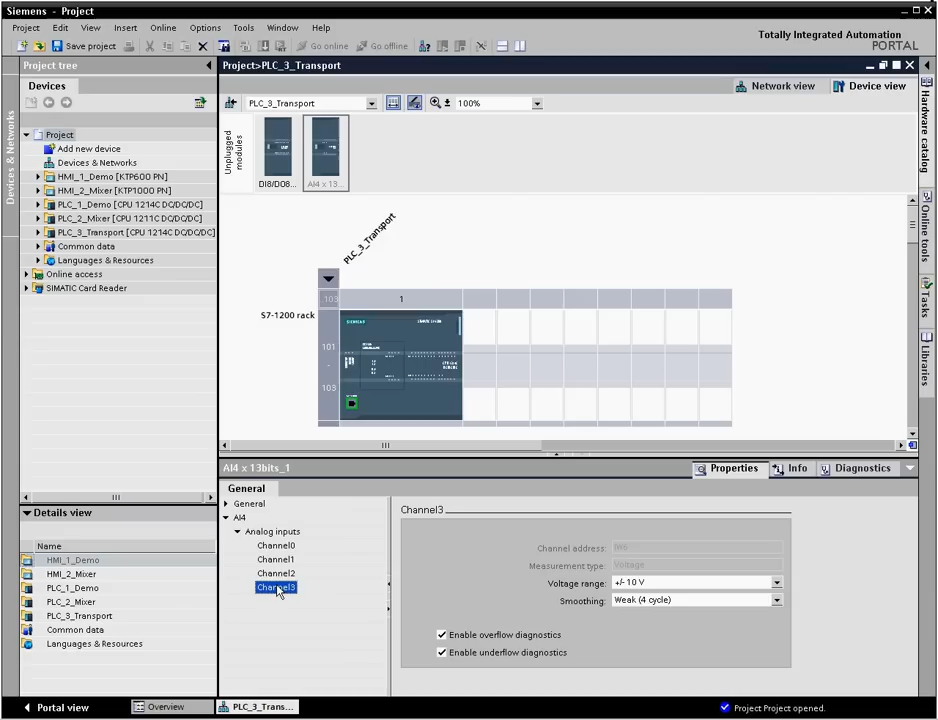 Siemens - Project
Project Edit View Insert Online Options Tools Window Help
Totally Integrated Automation
PORTAL
Save project Go online Go offline
Project tree
Project>PLC_3_Transport
Devices
Network view Device view
PLC_3_Transport 100%
Devices & Networks
Hardware catalog
Online tools
Tasks
Libraries
Unplugged modules
DI8/DO8... AI4 x 13...
Project
Add new device
Devices & Networks
HMI_1_Demo [KTP600 PN]
HMI_2_Mixer [KTP1000 PN]
PLC_1_Demo [CPU 1214C DC/DC/DC]
PLC_2_Mixer [CPU 1211C DC/DC/DC]
PLC_3_Transport [CPU 1214C DC/DC/DC]
Common data
Languages & Resources
Online access
SIMATIC Card Reader
PLC_3_Transport
103 1
S7-1200 rack
SIEMENS
101
-
103
AI4 x 13bits_1
Properties Info Diagnostics
General
General
AI4
Analog inputs
Channel0
Channel1
Channel2
Channel3
Channel3
Channel address:
Measurement type: Voltage
Voltage range: +/- 10 V
Smoothing: Weak (4 cycle)
Enable overflow diagnostics
Enable underflow diagnostics
Details view
Name
HMI_1_Demo
HMI_2_Mixer
PLC_1_Demo
PLC_2_Mixer
PLC_3_Transport
Common data
Languages & Resources
Portal view Overview PLC_3_Trans... Project Project opened.